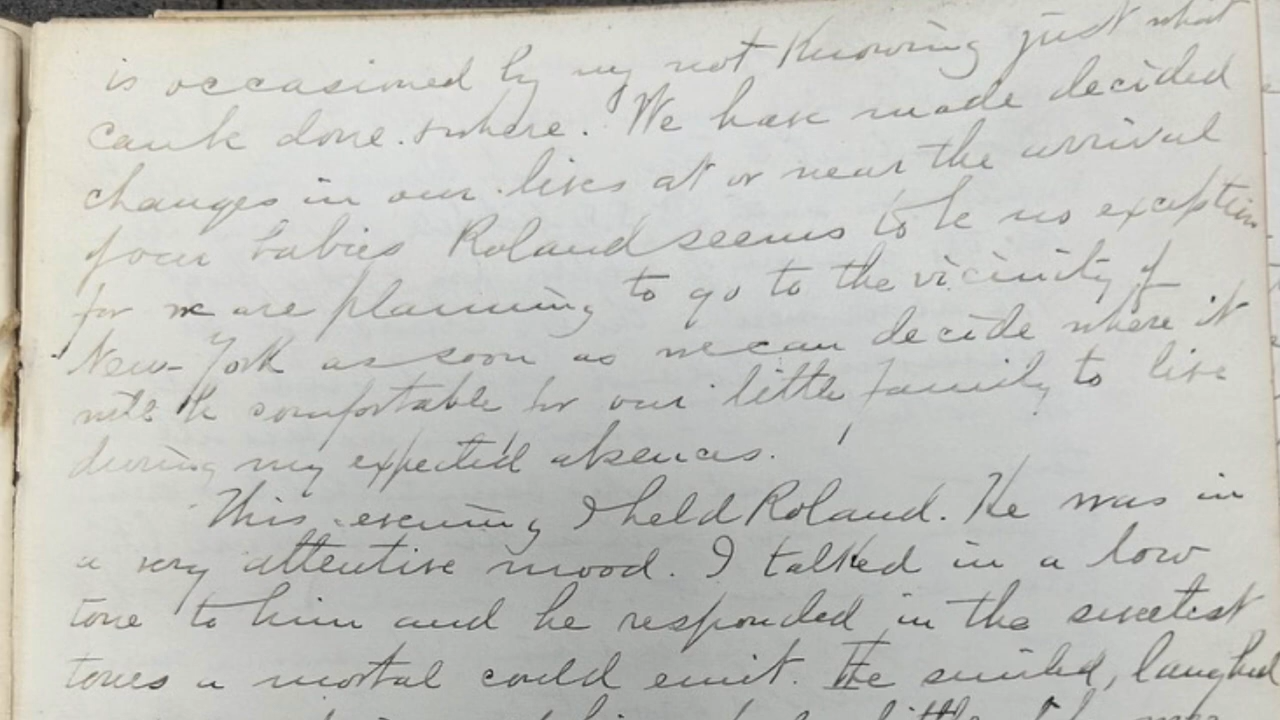 is occasioned by my not knowing just what
can be done. & where. We have made decided
changes in our lives at or near the arrival
of our babies Roland seems to be no exception
for we are planning to go to the vicinity of
New-York as soon as we can decide where it
will be comfortable for our little family to live
during my expected absences.
This evening I held Roland. He was in
a very attentive mood. I talked in a low
tone to him and he responded in the sweetest
tones a mortal could emit. He smiled, laughed
little